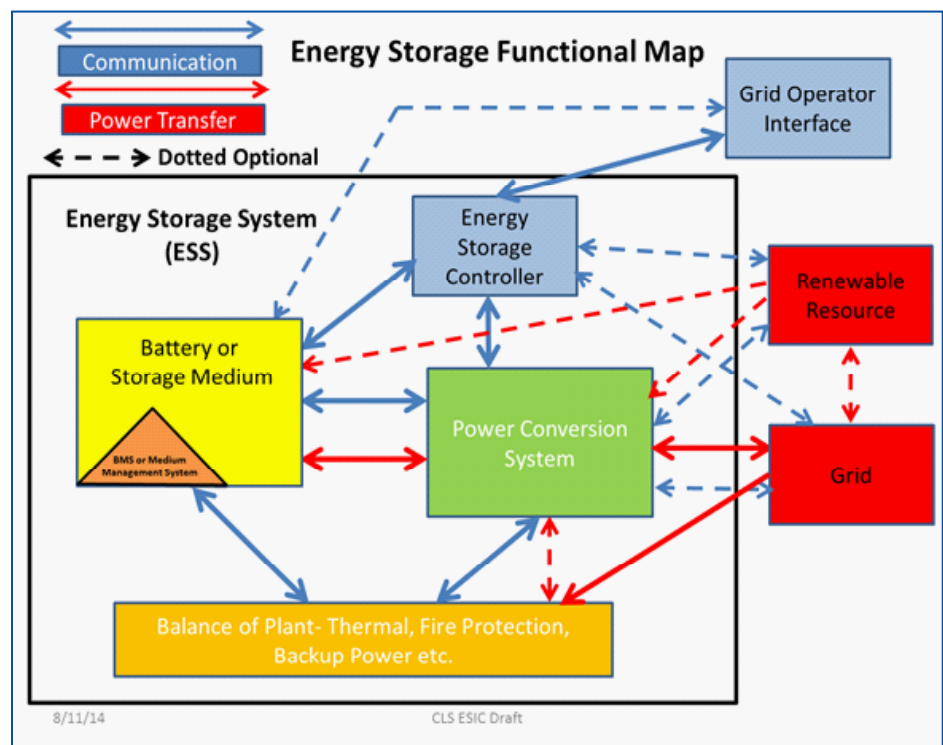 Communication
Power Transfer
Dotted Optional
Energy Storage Functional Map
Grid Operator
Interface
Energy Storage System
(ESS)
Energy
Storage
Controller
Renewable
Resource
Battery or
Storage Medium
BMS or Medium
Management System
Power Conversion
System
Grid
Balance of Plant- Thermal, Fire Protection,
Backup Power etc.
8/11/14
CLS ESIC Draft